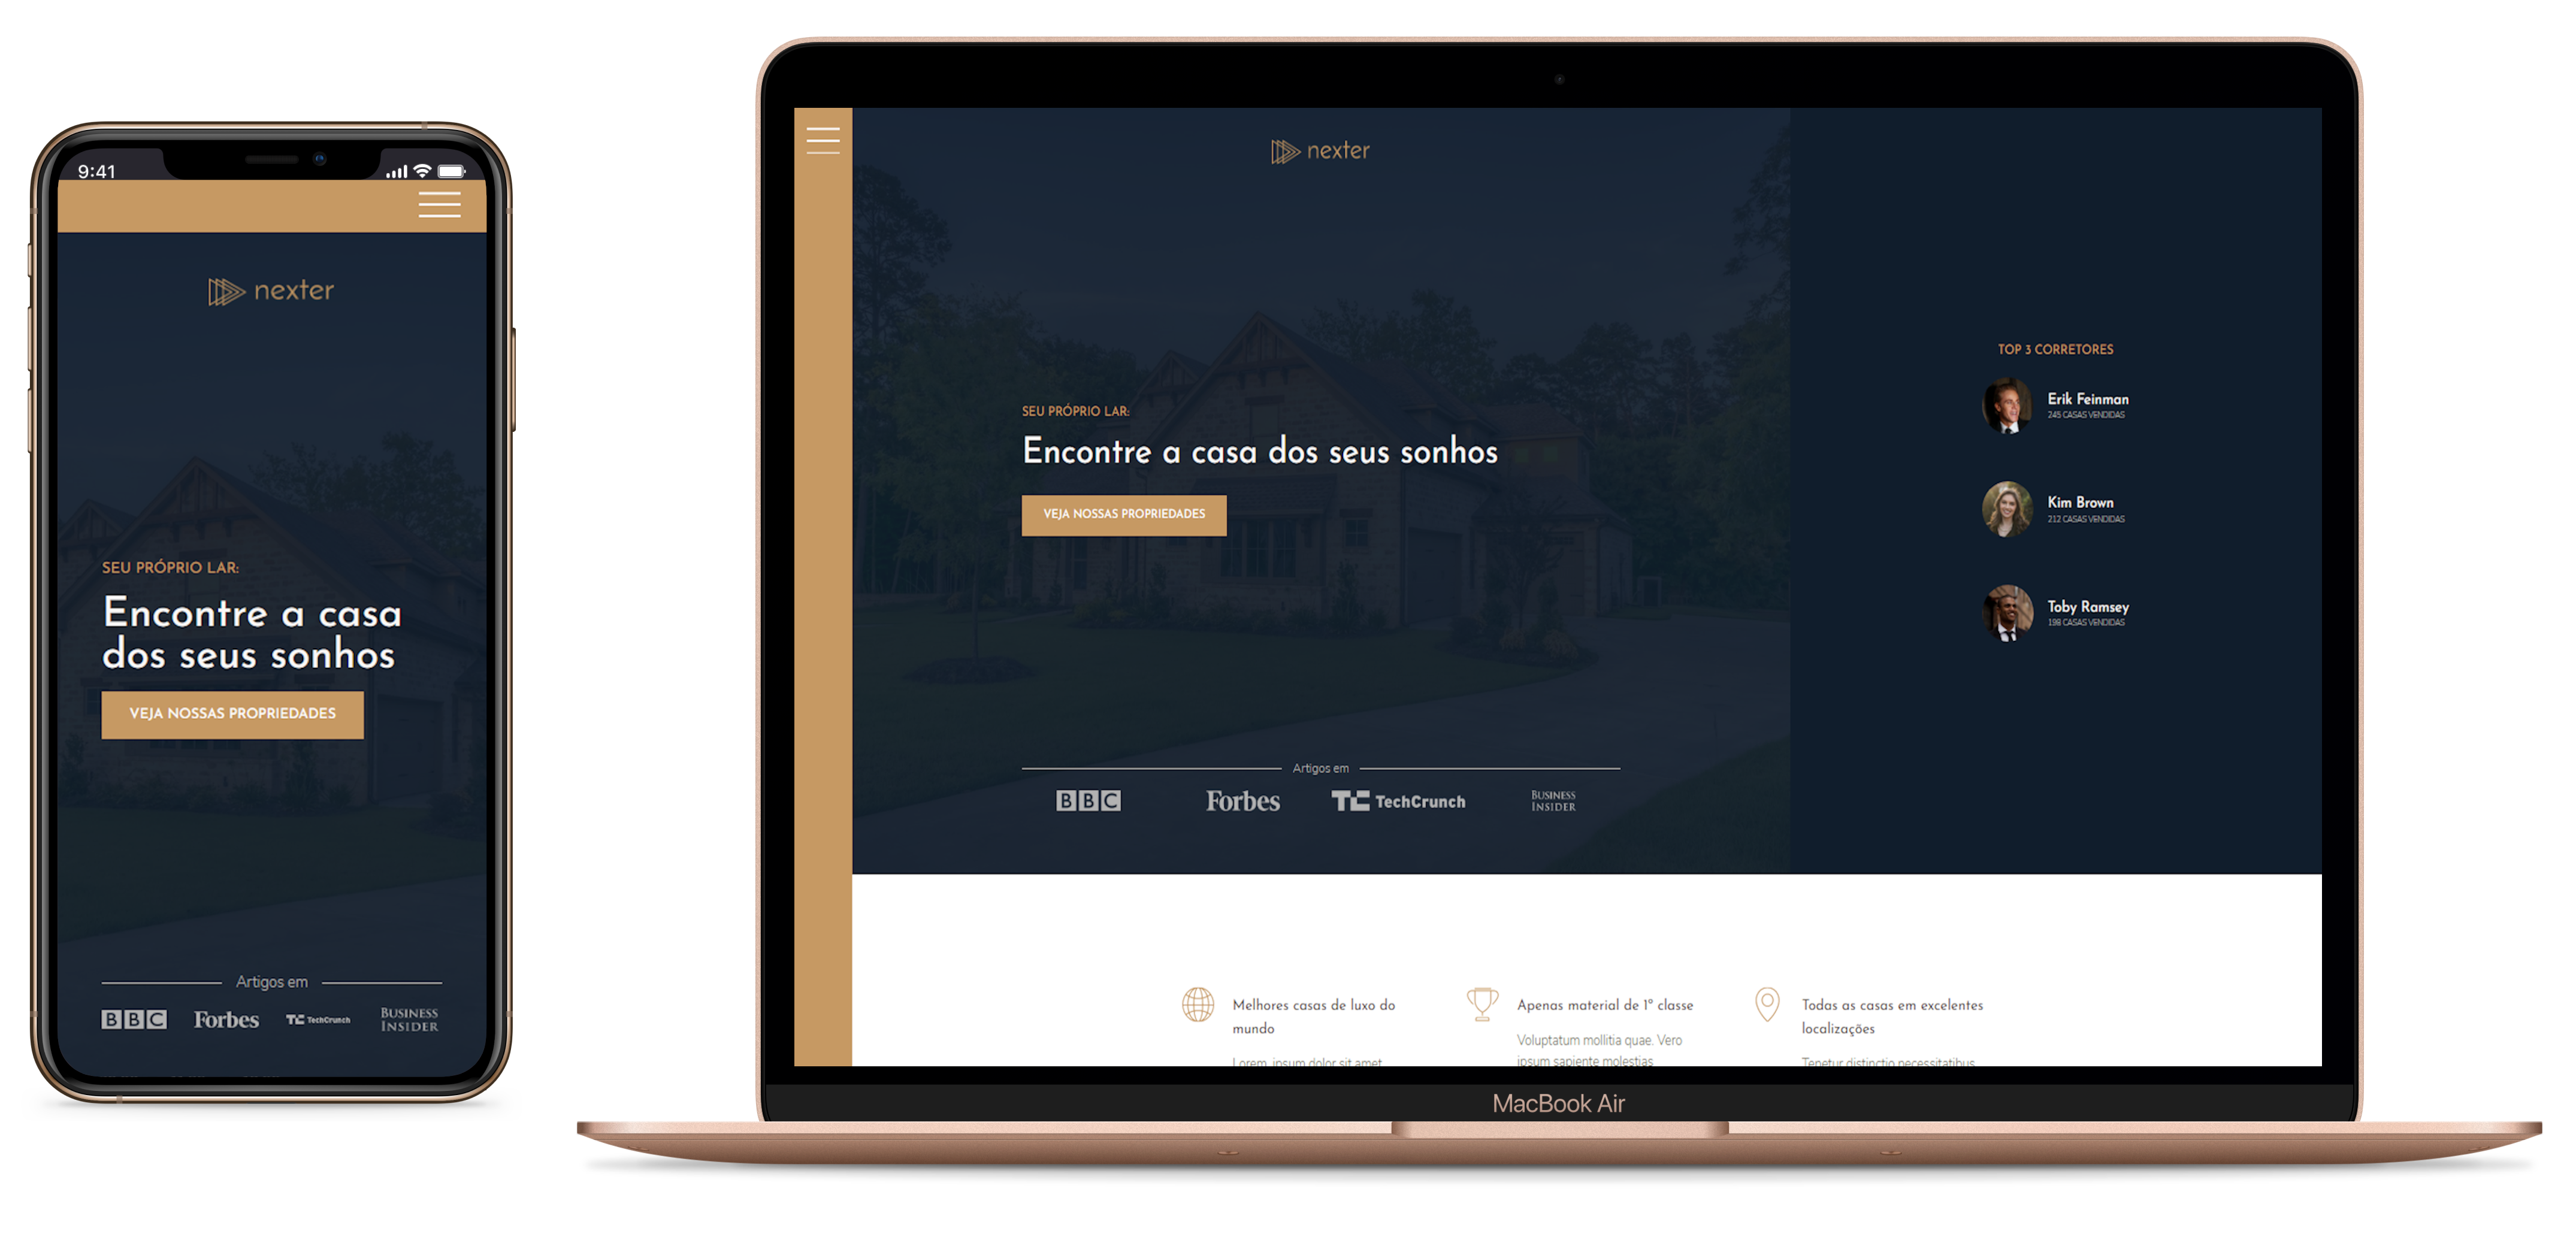 9:41
nexter
SEU PRÓPRIO LAR:
Encontre a casa
dos seus sonhos
VEJA NOSSAS PROPRIEDADES
Artigos em
BBC Forbes TechCrunch BUSINESS
INSIDER
nexter
SEU PRÓPRIO LAR:
Encontre a casa dos seus sonhos
VEJA NOSSAS PROPRIEDADES
Artigos em
BBC Forbes TechCrunch BUSINESS
INSIDER
TOP 3 CORRETORES
Erik Feinman
245 CASAS VENDIDAS
Kim Brown
212 CASAS VENDIDAS
Toby Ramsey
198 CASAS VENDIDAS
Melhores casas de luxo do
mundo
Lorem, ipsum dolor sit amet
Apenas material de 1º classe
Voluptatum mollitia quae. Vero
ipsum sapiente molestias
Todas as casas em excelentes
localizações
Tenetur distinctio necessitatibus
MacBook Air